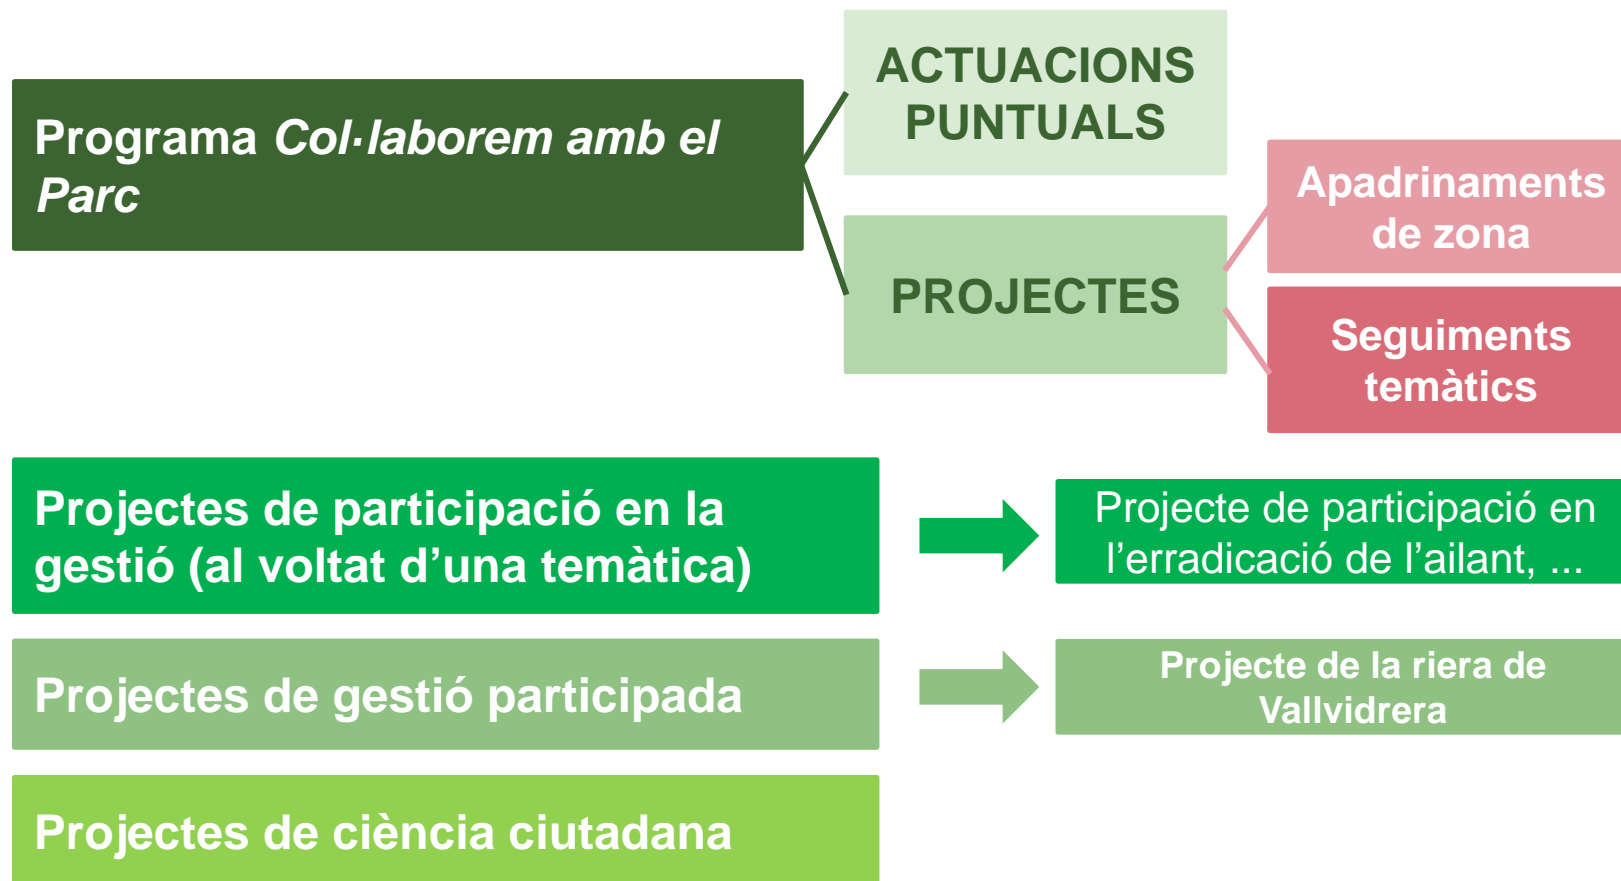 Programa Col·laborem amb el
Parc
ACTUACIONS
PUNTUALS
PROJECTES
Apadrinaments
de zona
Seguiments
temàtics
Projectes de participació en la
gestió (al voltat d’una temàtica)
Projecte de participació en
l’erradicació de l’ailant, ...
Projectes de gestió participada
Projecte de la riera de
Vallvidrera
Projectes de ciència ciutadana